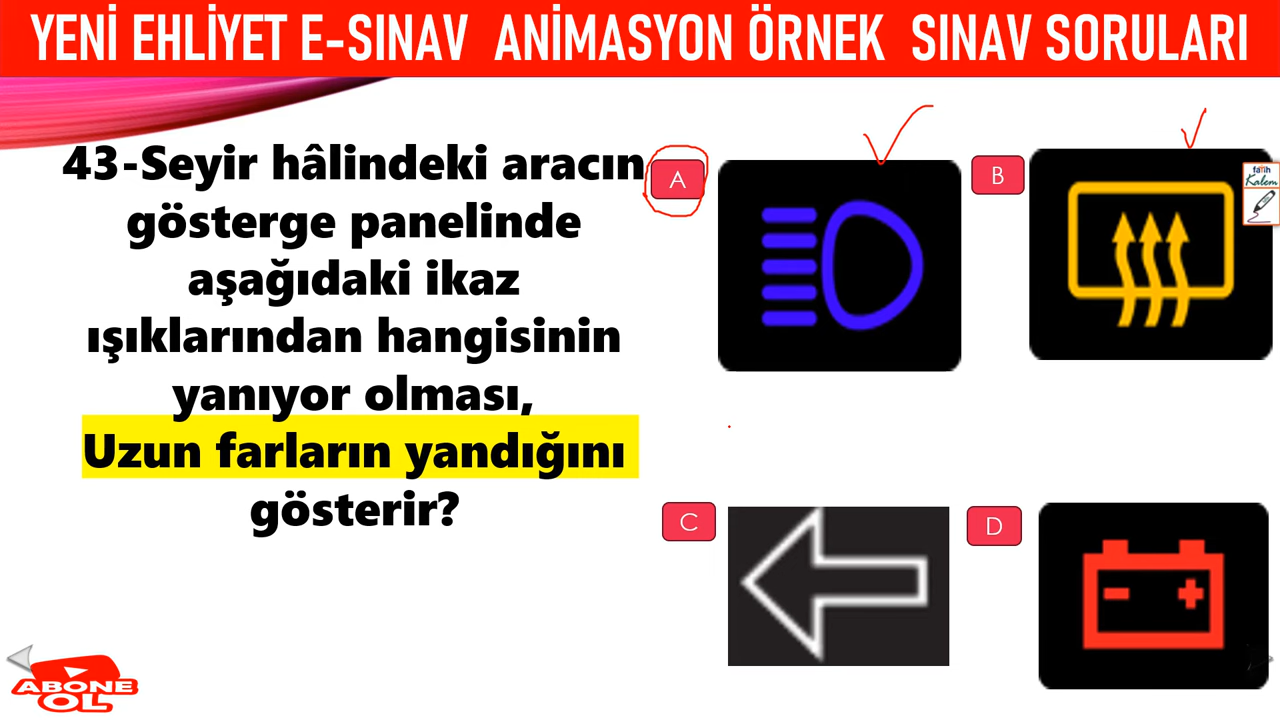 YENİ EHLİYET E-SINAV ANİMASYON ÖRNEK SINAV SORULARI
43-Seyir hâlindeki aracın
gösterge panelinde
aşağıdaki ikaz
ışıklarından hangisinin
yanıyor olması,
Uzun farların yandığını
gösterir?
A
B
fatih
Kalem
C
D
ABONE
OL